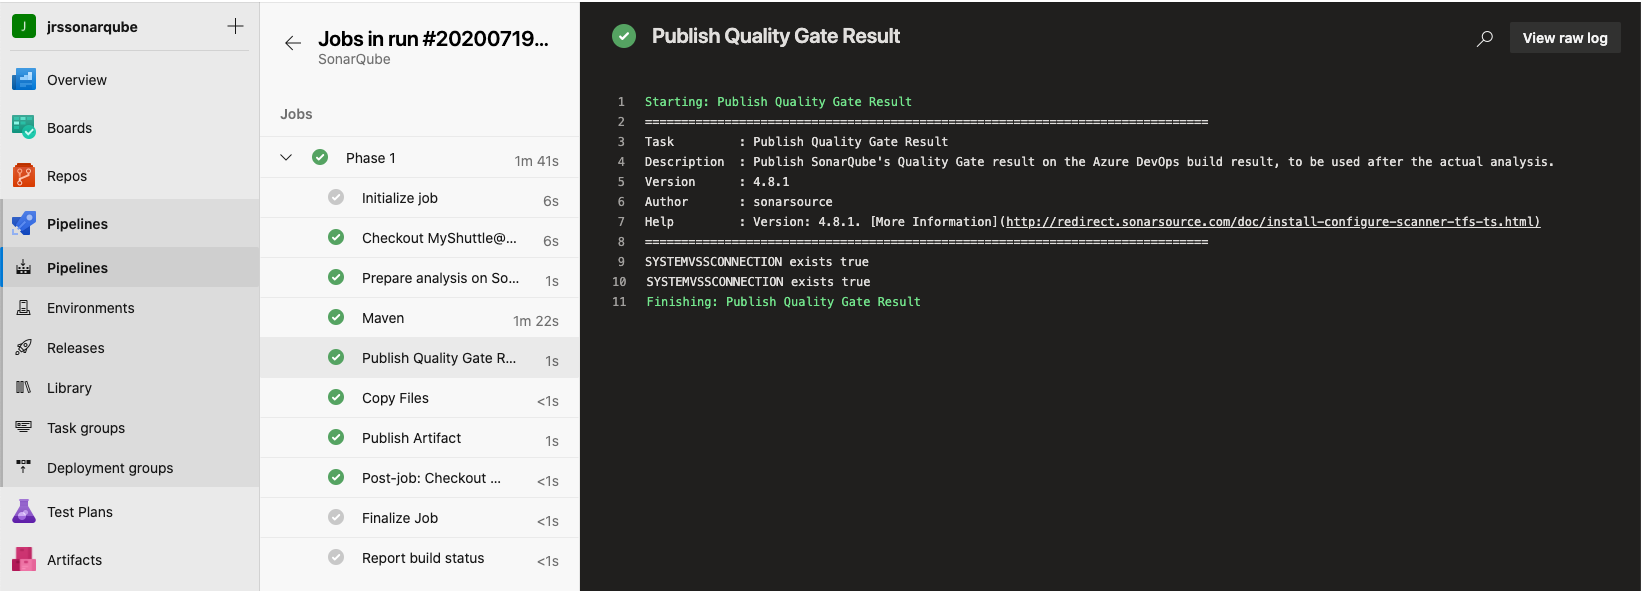 J jrssonarqube
Overview
Boards
Repos
Pipelines
Pipelines
Environments
Releases
Library
Task groups
Deployment groups
Test Plans
Artifacts
Jobs in run #20200719...
SonarQube
Jobs
Phase 1 1m 41s
Initialize job 6s
Checkout MyShuttle@... 6s
Prepare analysis on So... 1s
Maven 1m 22s
Publish Quality Gate R... 1s
Copy Files <1s
Publish Artifact 1s
Post-job: Checkout ... <1s
Finalize Job <1s
Report build status <1s
Publish Quality Gate Result
View raw log
1 Starting: Publish Quality Gate Result
2 ==============================================================================
3 Task : Publish Quality Gate Result
4 Description : Publish SonarQube's Quality Gate result on the Azure DevOps build result, to be used after the actual analysis.
5 Version : 4.8.1
6 Author : sonarsource
7 Help : Version: 4.8.1. [More Information](http://redirect.sonarsource.com/doc/install-configure-scanner-tfs-ts.html)
8 ==============================================================================
9 SYSTEMVSSCONNECTION exists true
10 SYSTEMVSSCONNECTION exists true
11 Finishing: Publish Quality Gate Result